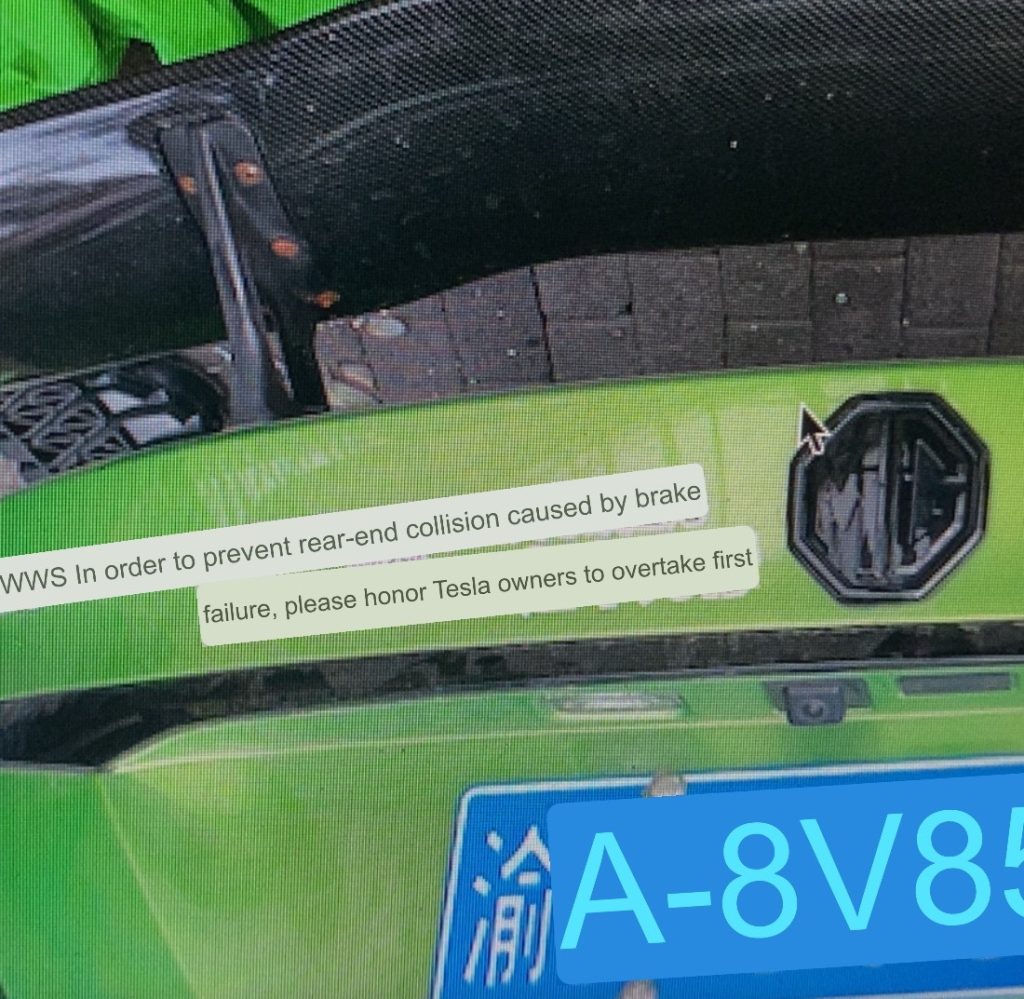 MG
WWS In order to prevent rear-end collision caused by brake
failure, please honor Tesla owners to overtake first
渝A-8V85